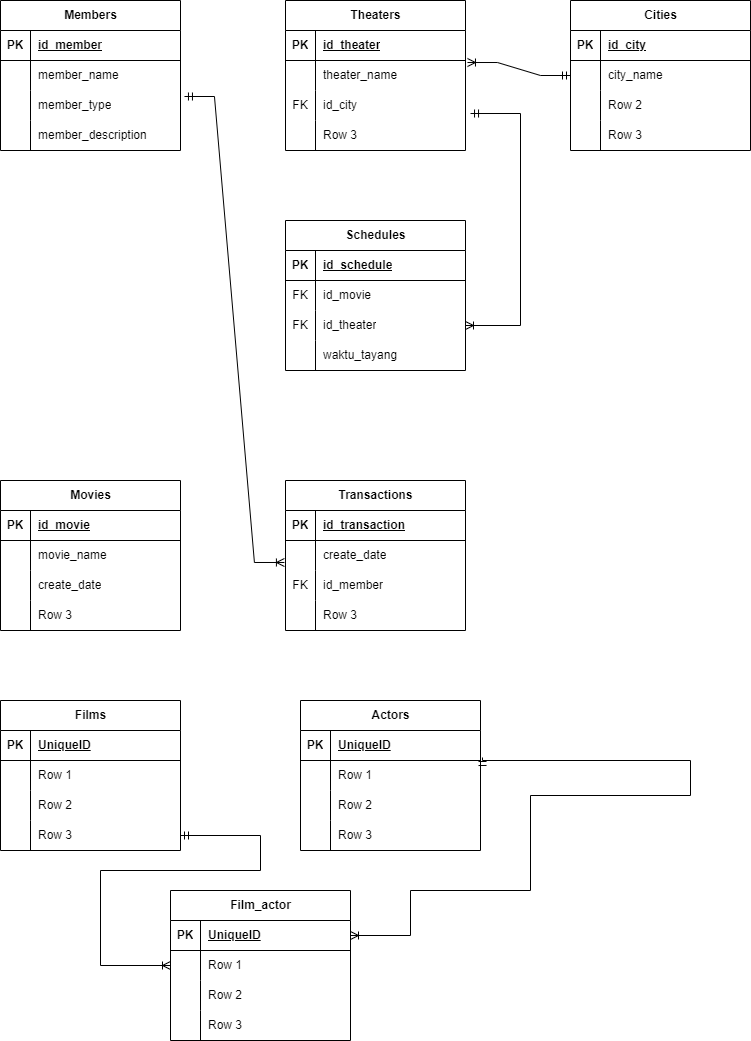 Members
PK id_member
member_name
member_type
member_description
Theaters
PK id_theater
theater_name
FK id_city
Row 3
Cities
PK id_city
city_name
Row 2
Row 3
Schedules
PK id_schedule
FK id_movie
FK id_theater
waktu_tayang
Movies
PK id_movie
movie_name
create_date
Row 3
Transactions
PK id_transaction
create_date
FK id_member
Row 3
Films
PK UniqueID
Row 1
Row 2
Row 3
Actors
PK UniqueID
Row 1
Row 2
Row 3
Film_actor
PK UniqueID
Row 1
Row 2
Row 3